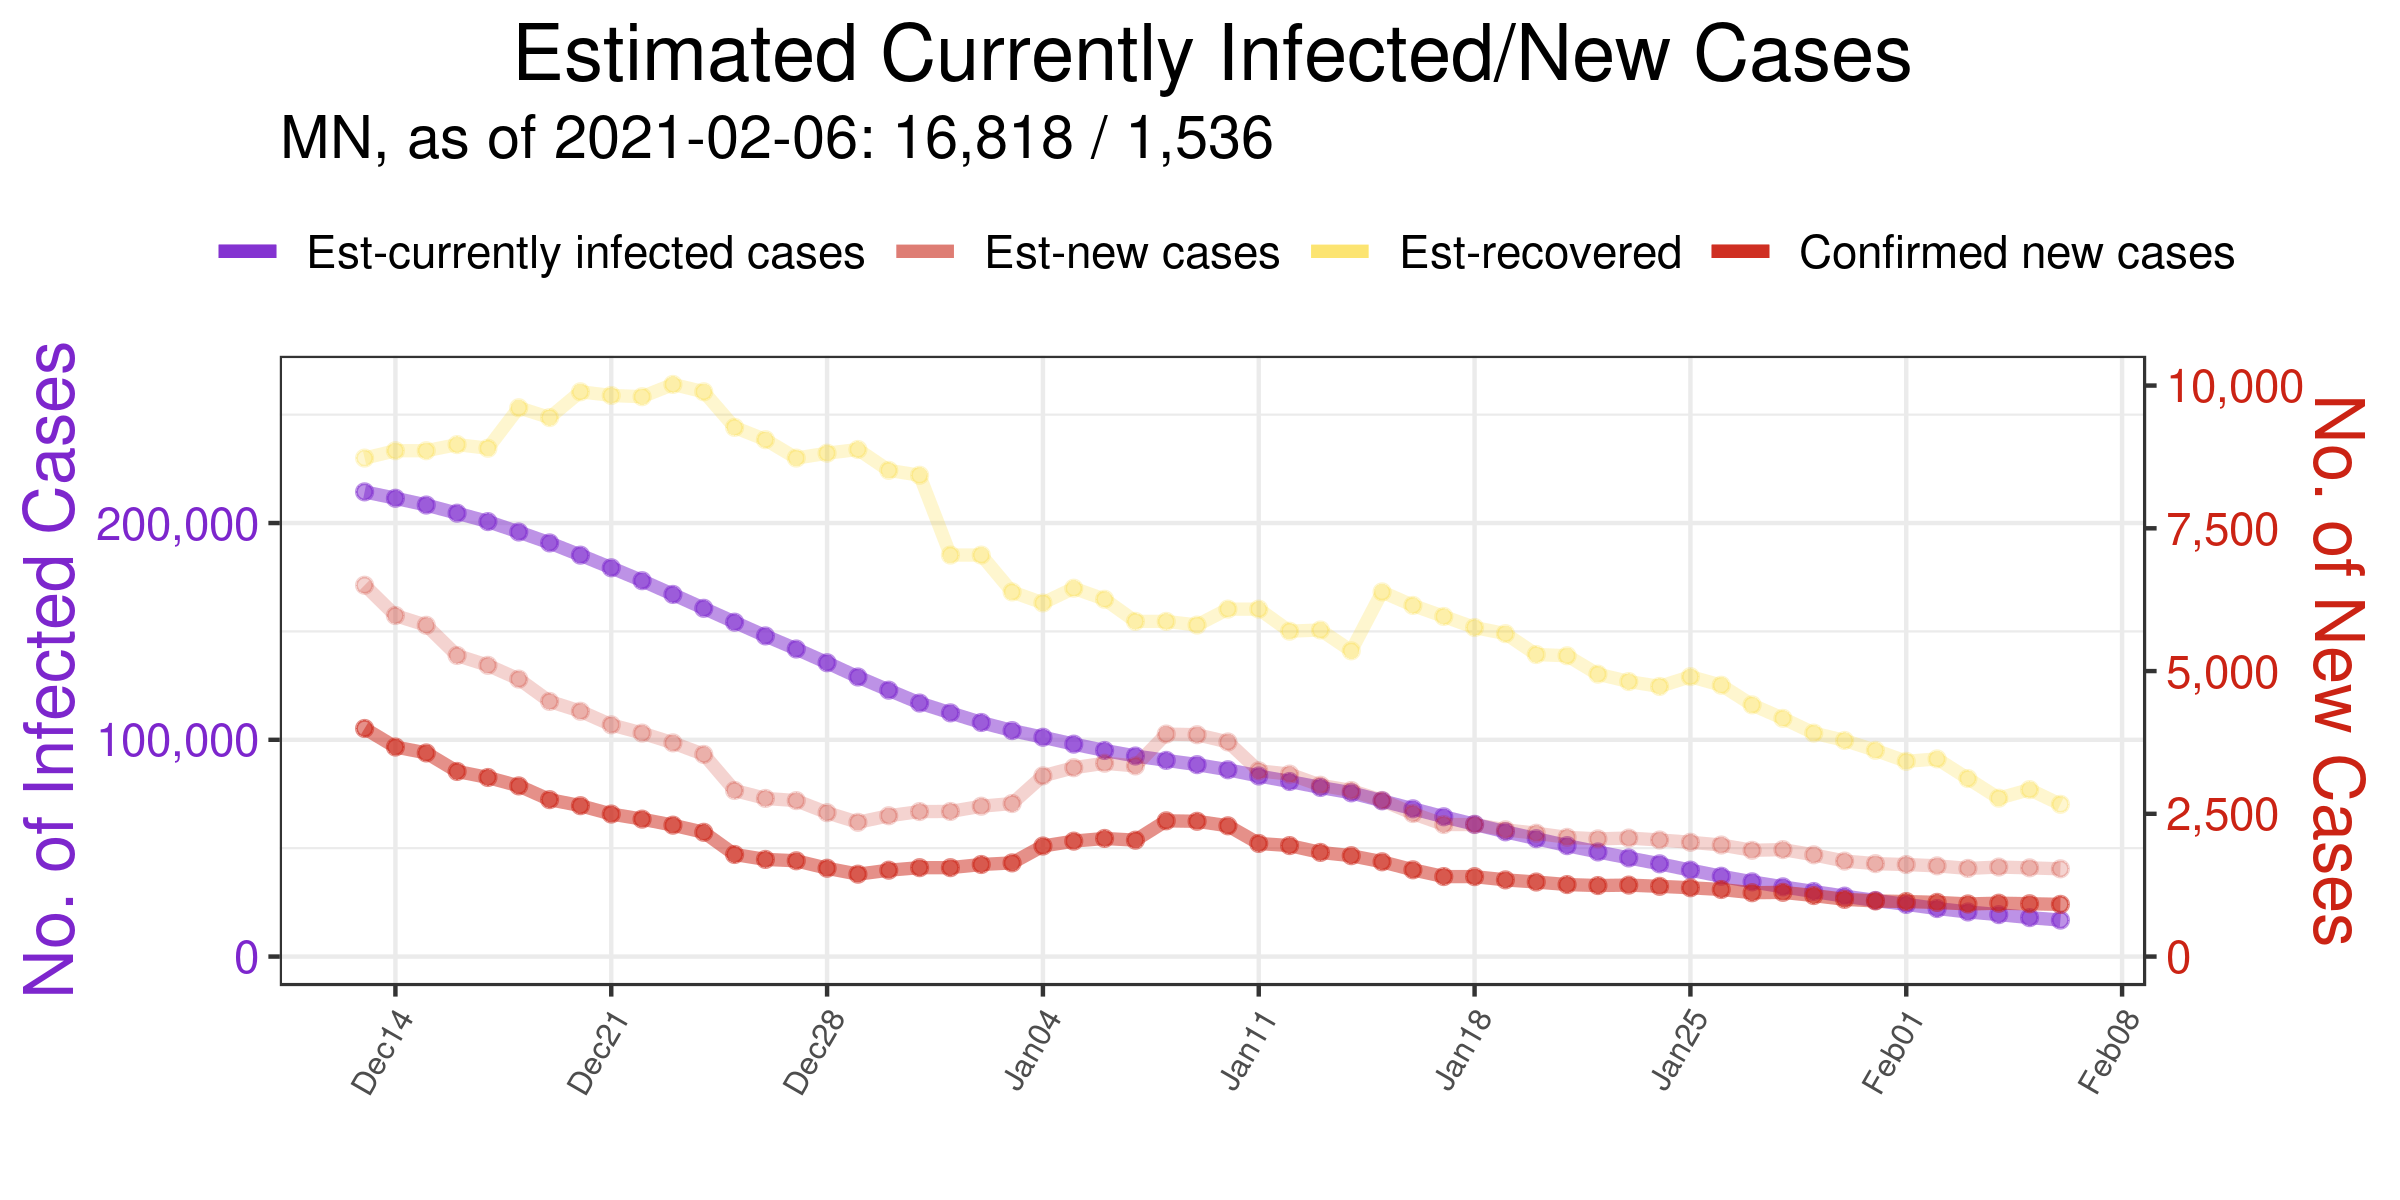 Estimated Currently Infected/New Cases
MN, as of 2021-02-06: 16,818 / 1,536
Est-currently infected cases Est-new cases Est-recovered Confirmed new cases
No. of Infected Cases
200,000
100,000
0
10,000
7,500
5,000
2,500
0
No. of New Cases
Dec14 Dec21 Dec28 Jan04 Jan11 Jan18 Jan25 Feb01 Feb08